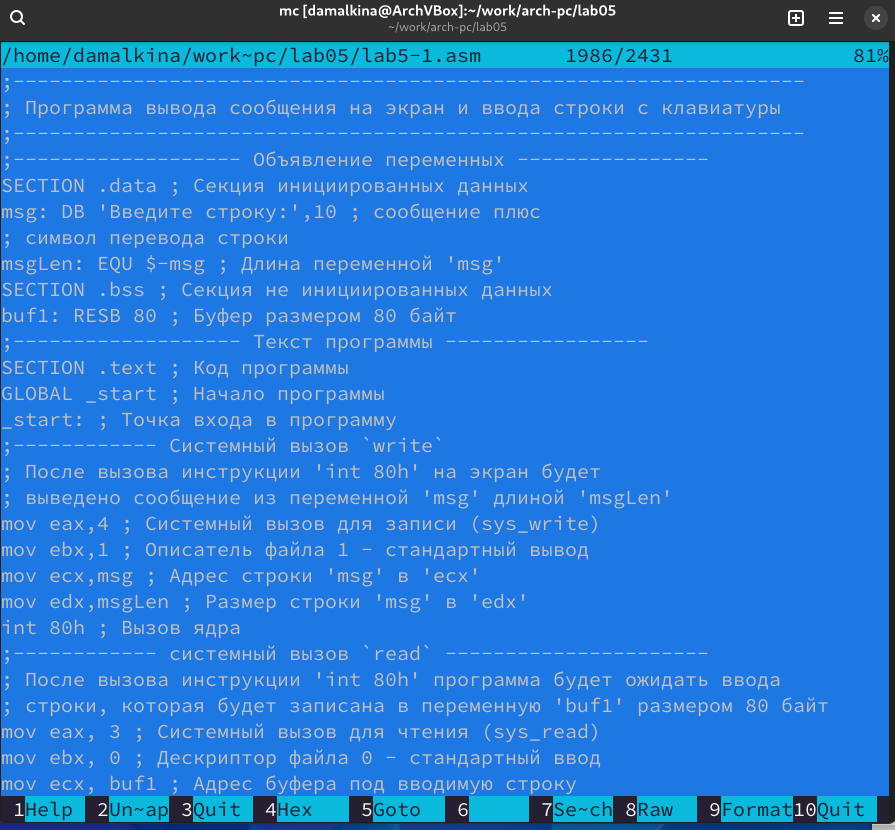 mc [damalkina@ArchVBox]:~/work/arch-pc/lab05
~/work/arch-pc/lab05
/home/damalkina/work~pc/lab05/lab5-1.asm 1986/2431 81%
;------------------------------------------------------------------
; Программа вывода сообщения на экран и ввода строки с клавиатуры
;------------------------------------------------------------------
;------------------- Объявление переменных ----------------
SECTION .data ; Секция инициированных данных
msg: DB 'Введите строку:',10 ; сообщение плюс
; символ перевода строки
msgLen: EQU $-msg ; Длина переменной 'msg'
SECTION .bss ; Секция не инициированных данных
buf1: RESB 80 ; Буфер размером 80 байт
;------------------- Текст программы -----------------
SECTION .text ; Код программы
GLOBAL _start ; Начало программы
_start: ; Точка входа в программу
;------------ Системный вызов `write`
; После вызова инструкции 'int 80h' на экран будет
; выведено сообщение из переменной 'msg' длиной 'msgLen'
mov eax,4 ; Системный вызов для записи (sys_write)
mov ebx,1 ; Описатель файла 1 - стандартный вывод
mov ecx,msg ; Адрес строки 'msg' в 'ecx'
mov edx,msgLen ; Размер строки 'msg' в 'edx'
int 80h ; Вызов ядра
;------------ системный вызов `read` ----------------------
; После вызова инструкции 'int 80h' программа будет ожидать ввода
; строки, которая будет записана в переменную 'buf1' размером 80 байт
mov eax, 3 ; Системный вызов для чтения (sys_read)
mov ebx, 0 ; Дескриптор файла 0 - стандартный ввод
mov ecx, buf1 ; Адрес буфера под вводимую строку
1Help 2Un~ap 3Quit 4Hex 5Goto 6 7Se~ch 8Raw 9Format 10Quit